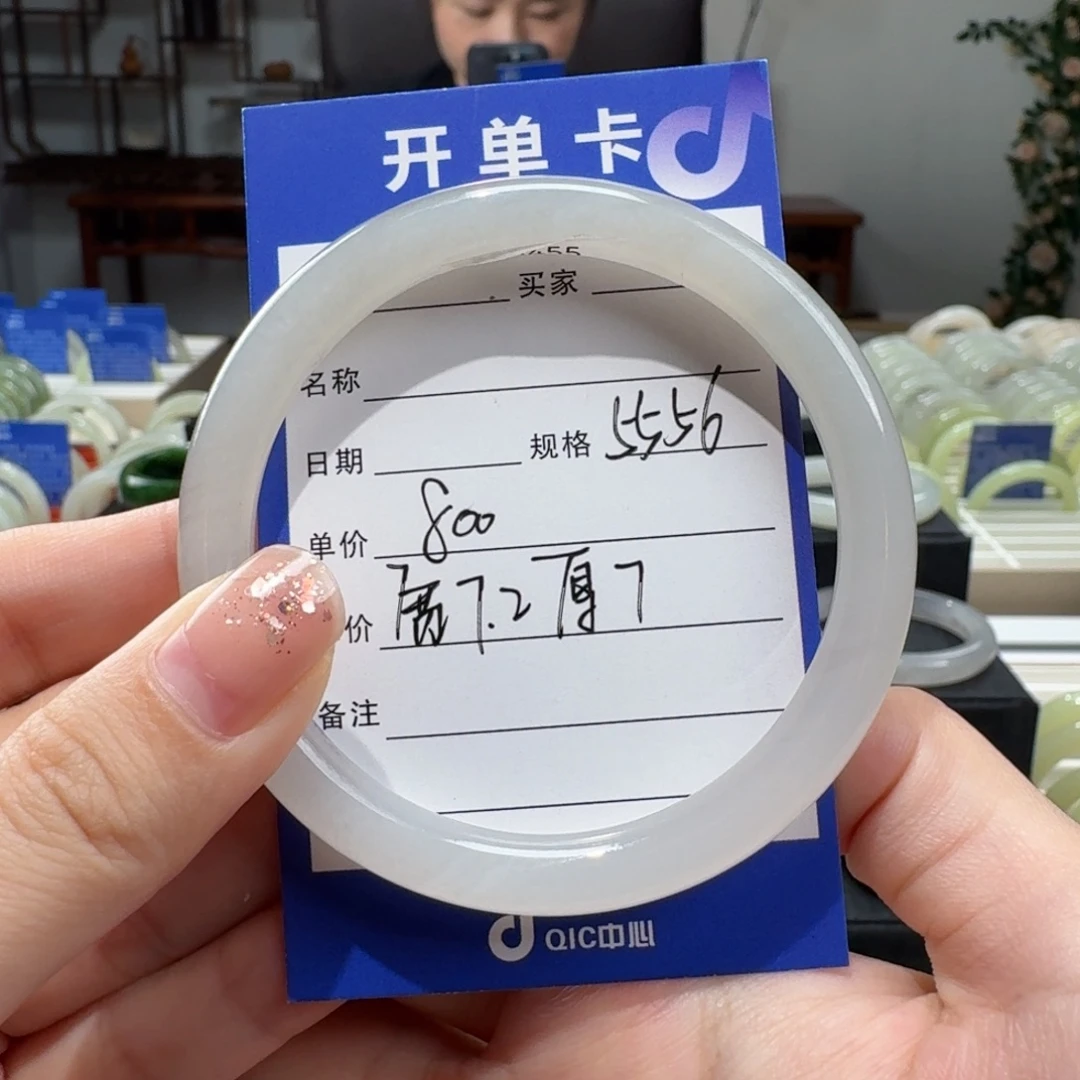 开单卡
买家
名称
日期 规格 5556
单价 800
价 宽7.2 厚7
备注
QIC中心